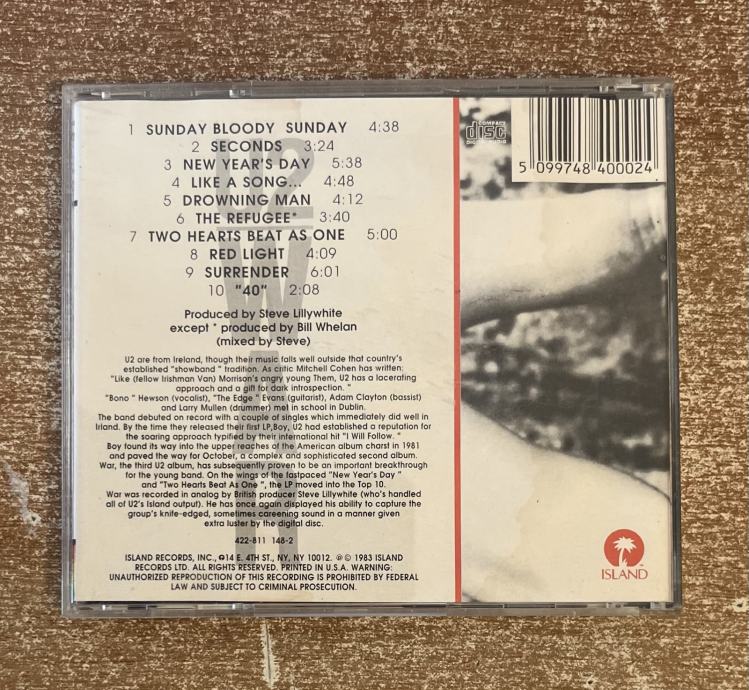 1 SUNDAY BLOODY SUNDAY 4:38
2 SECONDS 3:24
3 NEW YEAR'S DAY 5:38
4 LIKE A SONG... 4:48
5 DROWNING MAN 4:12
6 THE REFUGEE* 3:40
7 TWO HEARTS BEAT AS ONE 5:00
8 RED LIGHT 4:09
9 SURRENDER 6:01
10 "40" 2:08
Produced by Steve Lillywhite
except * produced by Bill Whelan
(mixed by Steve)
U2 are from Ireland, though their music falls well outside that country's
established "showband" tradition. As critic Mitchell Cohen has written:
"Like (fellow Irishman Van) Morrison's angry young Them, U2 has a lacerating
approach and a gift for dark introspection. "
"Bono" Hewson (vocalist), "The Edge" Evans (guitarist), Adam Clayton (bassist)
and Larry Mullen (drummer) met in school in Dublin.
The band debuted on record with a couple of singles which immediately did well in
Irland. By the time they released their first LP,Boy, U2 had established a reputation for
the soaring approach typified by their international hit "I Will Follow. "
Boy found its way into the upper reaches of the American album charst in 1981
and paved the way for October, a complex and sophisticated second album.
War, the third U2 album, has subsequently proven to be an important breakthrough
for the young band. On the wings of the fastpaced "New Year's Day "
and "Two Hearts Beat As One ", the LP moved into the Top 10.
War was recorded in analog by British producer Steve Lillywhite (who's handled
all of U2's Island output). He has once again displayed his ability to capture the
group's knife-edged, sometimes careening sound in a manner given
extra luster by the digital disc.
422-811 148-2
ISLAND RECORDS, INC., 14 E. 4TH ST., NY, NY 10012. ℗ © 1983 ISLAND
RECORDS LTD. ALL RIGHTS RESERVED. PRINTED IN U.S.A. WARNING:
UNAUTHORIZED REPRODUCTION OF THIS RECORDING IS PROHIBITED BY FEDERAL
LAW AND SUBJECT TO CRIMINAL PROSECUTION.
U2
WAR
COMPACT
disc
DIGITAL AUDIO
5 099748 400024
ISLAND